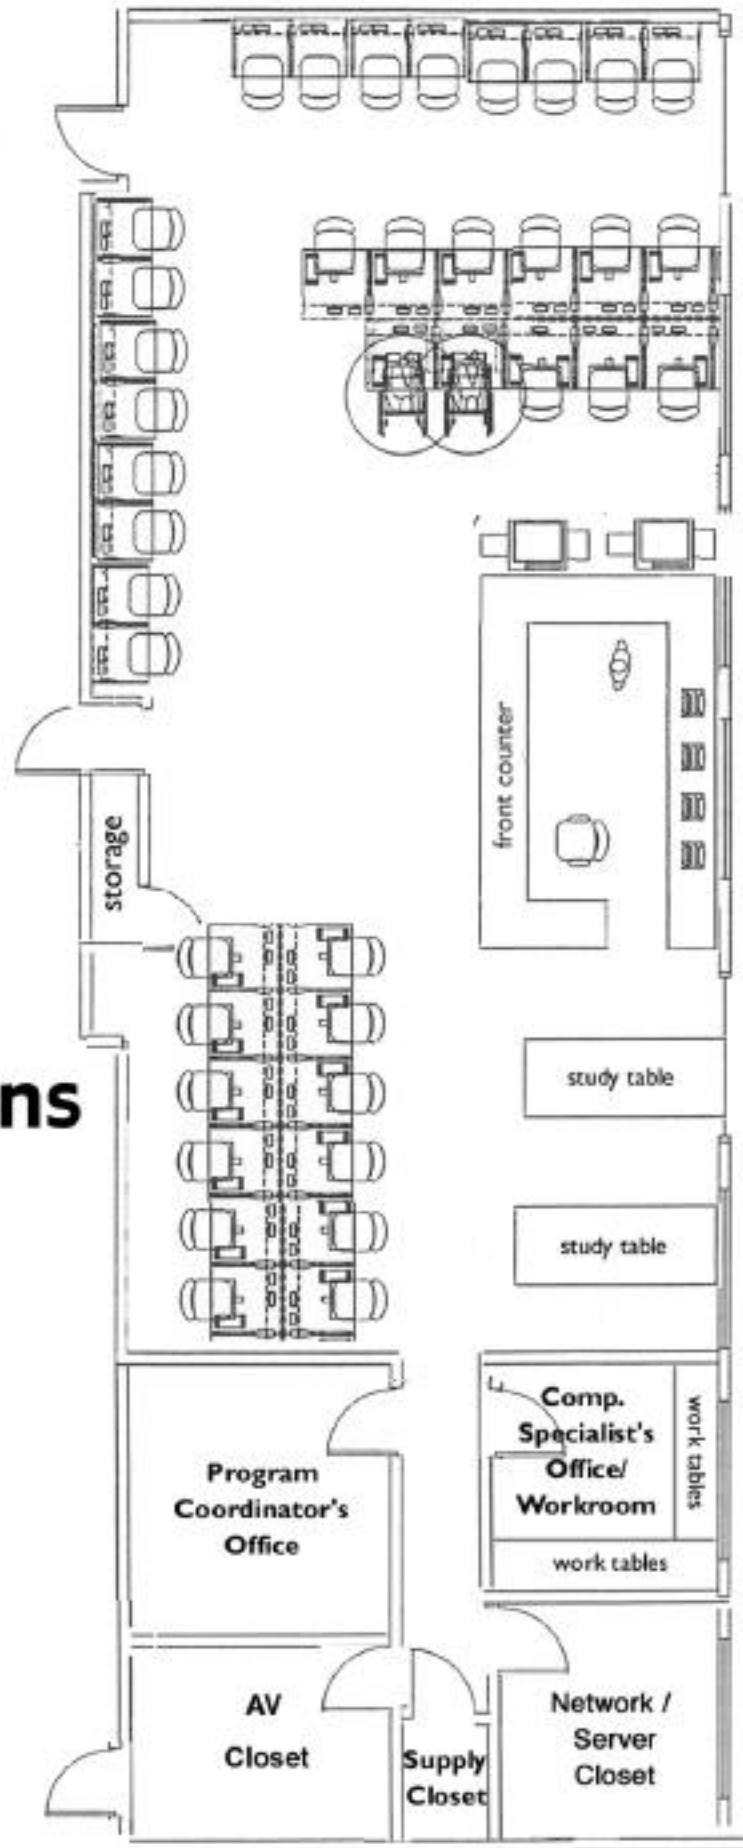 front counter
storage
ns
study table
study table
Comp.
Specialist's
Office/
Workroom
work tables
work tables
Program
Coordinator's
Office
AV
Closet
Supply
Closet
Network /
Server
Closet